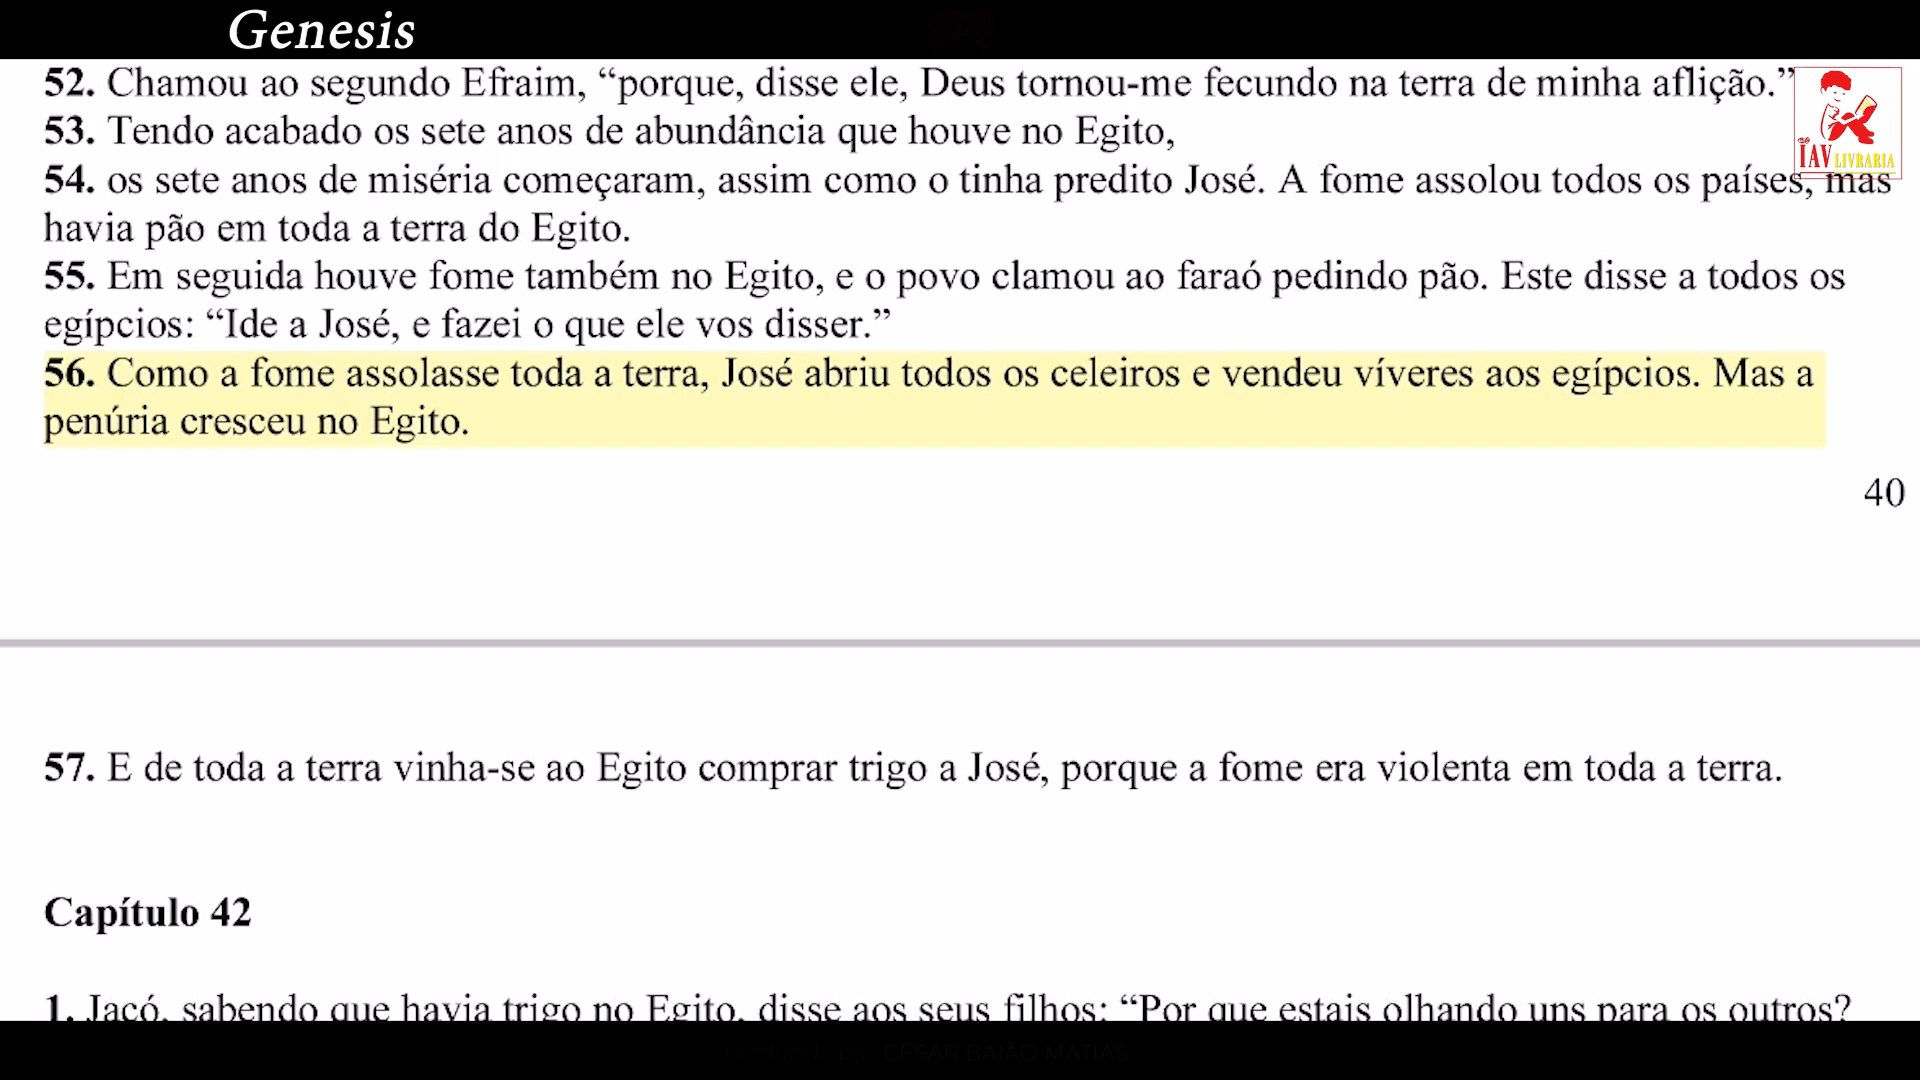 Genesis
52. Chamou ao segundo Efraim, “porque, disse ele, Deus tornou-me fecundo na terra de minha aflição.”
53. Tendo acabado os sete anos de abundância que houve no Egito,
54. os sete anos de miséria começaram, assim como o tinha predito José. A fome assolou todos os países, mas
havia pão em toda a terra do Egito.
55. Em seguida houve fome também no Egito, e o povo clamou ao faraó pedindo pão. Este disse a todos os
egípcios: “Ide a José, e fazei o que ele vos disser.”
56. Como a fome assolasse toda a terra, José abriu todos os celeiros e vendeu víveres aos egípcios. Mas a
penúria cresceu no Egito.
IAV LIVRARIA
40
57. E de toda a terra vinha-se ao Egito comprar trigo a José, porque a fome era violenta em toda a terra.
Capítulo 42
1. Jacó, sabendo que havia trigo no Egito, disse aos seus filhos: “Por que estais olhando uns para os outros?
CÉSAR BAIÃO MATIAS